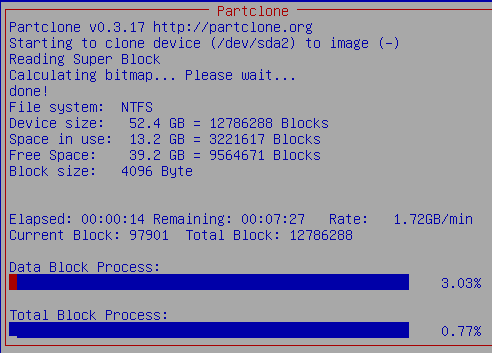 Partclone
Partclone v0.3.17 http://partclone.org
Starting to clone device (/dev/sda2) to image (-)
Reading Super Block
Calculating bitmap... Please wait...
done!
File system:  NTFS
Device size:   52.4 GB = 12786288 Blocks
Space in use:  13.2 GB = 3221617 Blocks
Free Space:    39.2 GB = 9564671 Blocks
Block size:   4096 Byte
Elapsed: 00:00:14 Remaining: 00:07:27   Rate:   1.72GB/min
Current Block: 97901  Total Block: 12786288
Data Block Process:
3.03%
Total Block Process:
0.77%